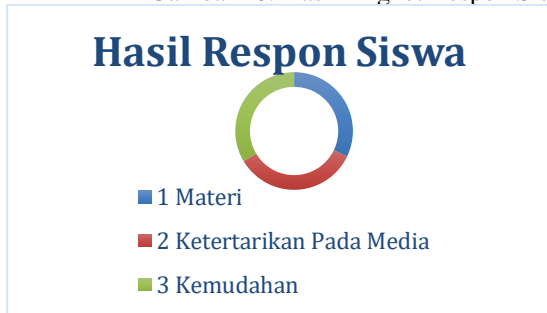 Hasil Respon Siswa
1 Materi
2 Ketertarikan Pada Media
3 Kemudahan